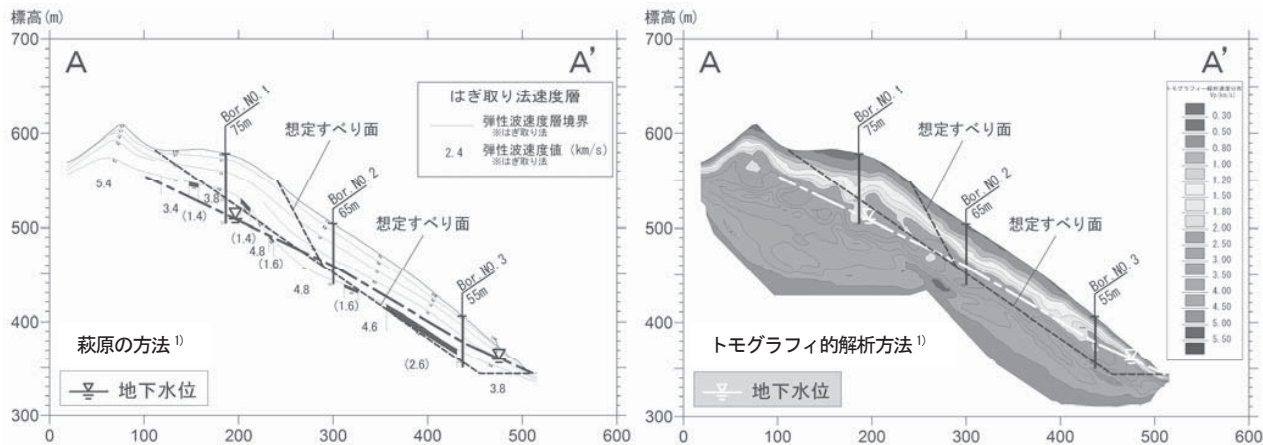 標高(m)
700
600
500
400
300
0
100
200
300
400
500
600
A
A'
Bor.NO.1
75m
想定すべり面
Bor.NO.2
65m
想定すべり面
Bor.NO.3
55m
はぎ取り法速度層
弾性波速度層境界
※はぎ取り法
2.4 弾性波速度値 (km/s)
※はぎ取り法
5.4
3.4
3.8
(1.4)
(1.4)
4.8
(1.6)
4.8
(1.6)
4.6
(2.6)
3.8
萩原の方法 1)
地下水位
標高(m)
700
600
500
400
300
0
100
200
300
400
500
600
A
A'
Bor.NO.1
75m
想定すべり面
Bor.NO.2
65m
想定すべり面
Bor.NO.3
55m
0.30
0.50
0.80
1.00
1.20
1.50
1.80
2.00
2.50
3.00
3.50
4.00
4.50
5.00
5.50
トモグラフィ的解析方法 1)
地下水位